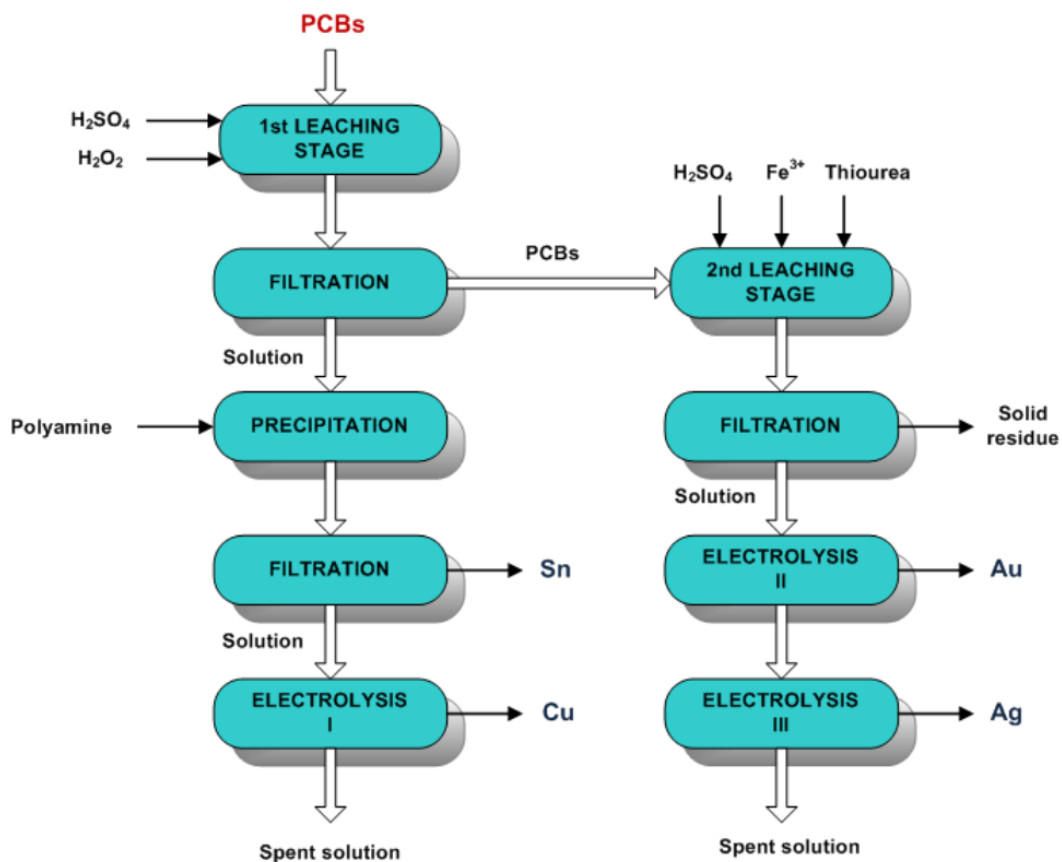 PCBs
H₂SO₄
H₂O₂
1st LEACHING
STAGE
H₂SO₄ Fe³⁺ Thiourea
FILTRATION
PCBs
2nd LEACHING
STAGE
Solution
Polyamine
PRECIPITATION
FILTRATION
Solid
residue
Solution
FILTRATION
Sn
ELECTROLYSIS
II
Au
Solution
ELECTROLYSIS
I
Cu
ELECTROLYSIS
III
Ag
Spent solution
Spent solution